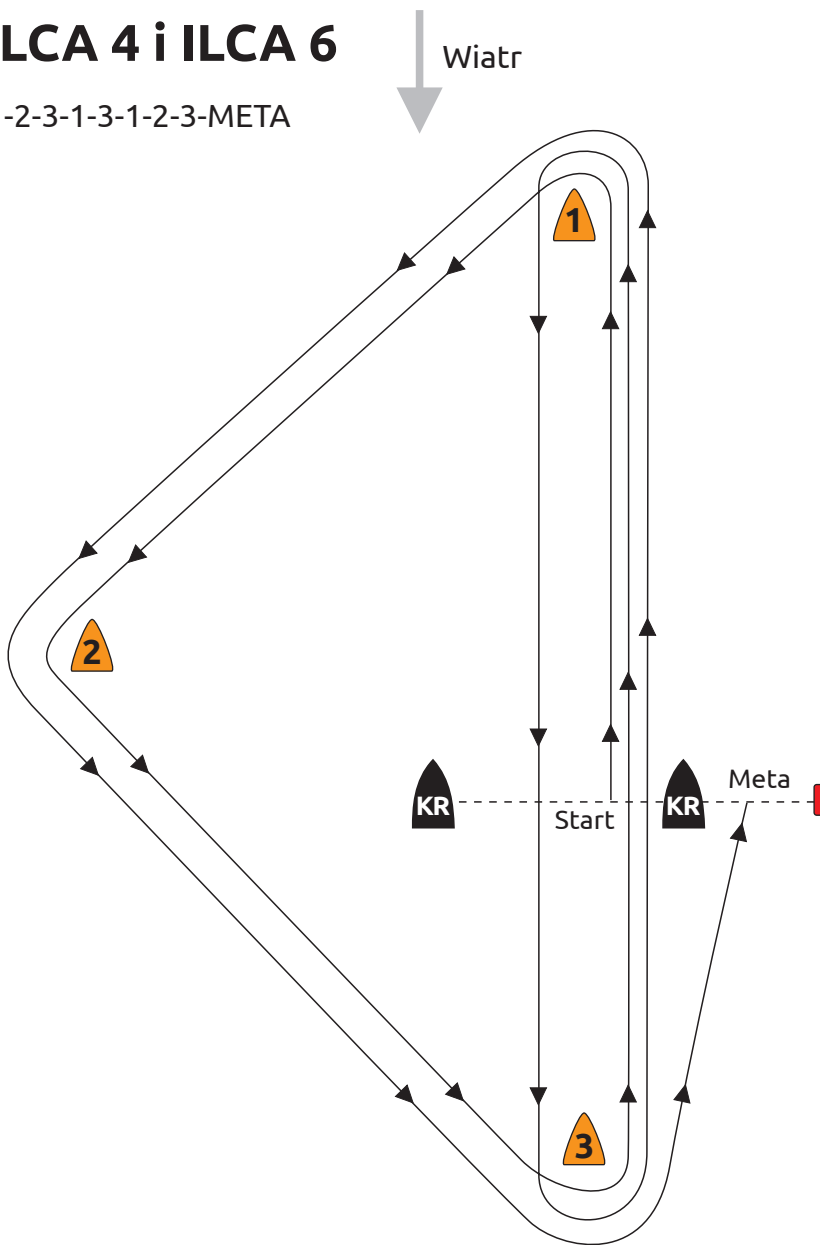 LCA 4 i ILCA 6
Wiatr
-2-3-1-3-1-2-3-META
1
2
KR
KR
Meta
Start
3